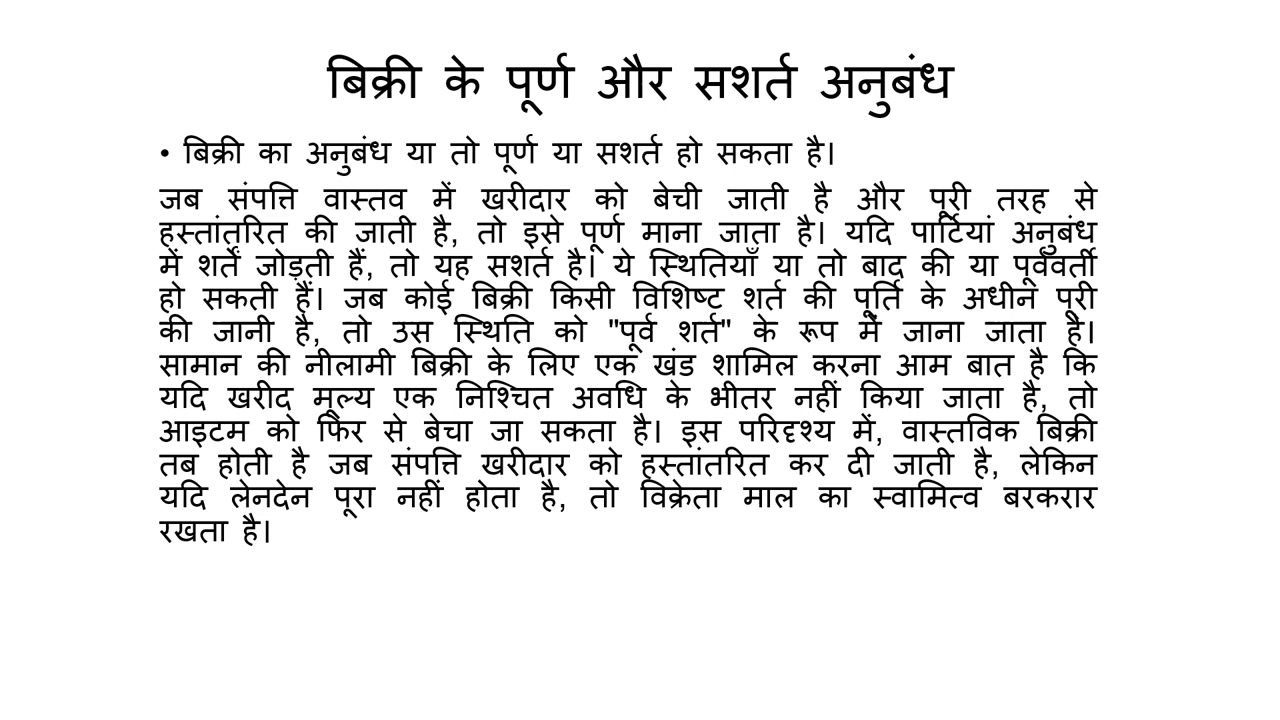 बिक्री के पूर्ण और सशर्त अनुबंध
• बिक्री का अनुबंध या तो पूर्ण या सशर्त हो सकता है।
जब संपत्ति वास्तव में खरीदार को बेची जाती है और पूरी तरह से
हस्तांतरित की जाती है, तो इसे पूर्ण माना जाता है। यदि पार्टियां अनुबंध
में शर्तें जोड़ती हैं, तो यह सशर्त है। ये स्थितियाँ या तो बाद की या पूर्ववर्ती
हो सकती हैं। जब कोई बिक्री किसी विशिष्ट शर्त की पूर्ति के अधीन पूरी
की जानी है, तो उस स्थिति को "पूर्व शर्त" के रूप में जाना जाता है।
सामान की नीलामी बिक्री के लिए एक खंड शामिल करना आम बात है कि
यदि खरीद मूल्य एक निश्चित अवधि के भीतर नहीं किया जाता है, तो
आइटम को फिर से बेचा जा सकता है। इस परिदृश्य में, वास्तविक बिक्री
तब होती है जब संपत्ति खरीदार को हस्तांतरित कर दी जाती है, लेकिन
यदि लेनदेन पूरा नहीं होता है, तो विक्रेता माल का स्वामित्व बरकरार
रखता है।